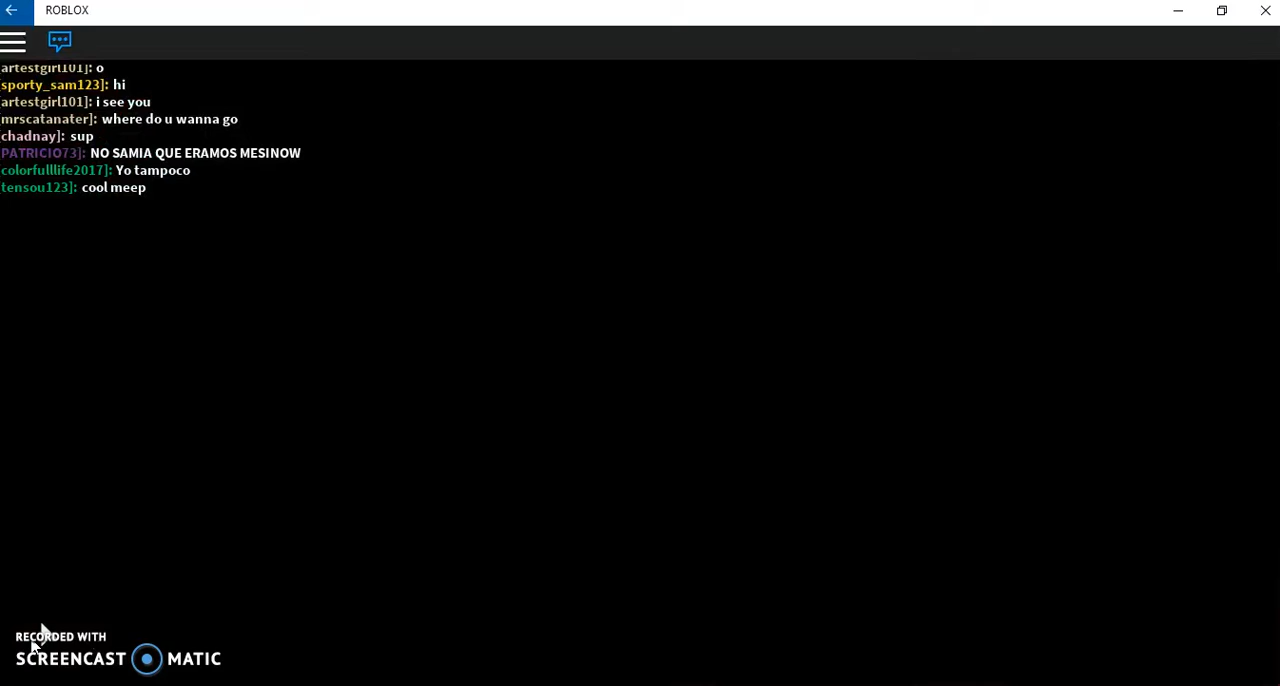 ROBLOX
[artestgirl101]: o
[sporty_sam123]: hi
[artestgirl101]: i see you
[mrscatanater]: where do u wanna go
[chadnay]: sup
[PATRICIO73]: NO SAMIA QUE ERAMOS MESINOW
[colorfulllife2017]: Yo tampoco
[tensou123]: cool meep
RECORDED WITH
SCREENCAST MATIC